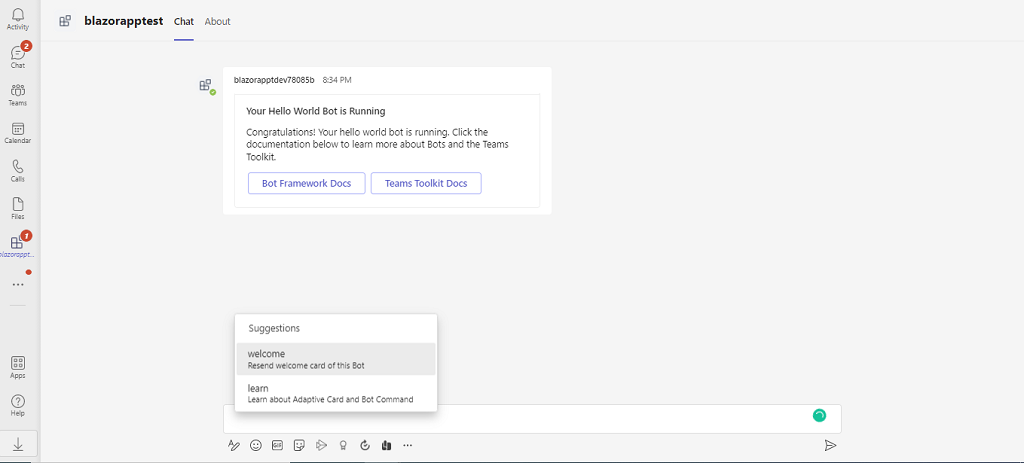 blazorapptest Chat About
Activity
2
Chat
Teams
Calendar
Calls
Files
1
blazorappt...
Apps
Help
blazorapptdev78085b 8:34 PM
Your Hello World Bot is Running
Congratulations! Your hello world bot is running. Click the
documentation below to learn more about Bots and the Teams
Toolkit.
Bot Framework Docs Teams Toolkit Docs
Suggestions
welcome
Resend welcome card of this Bot
learn
Learn about Adaptive Card and Bot Command
GIF